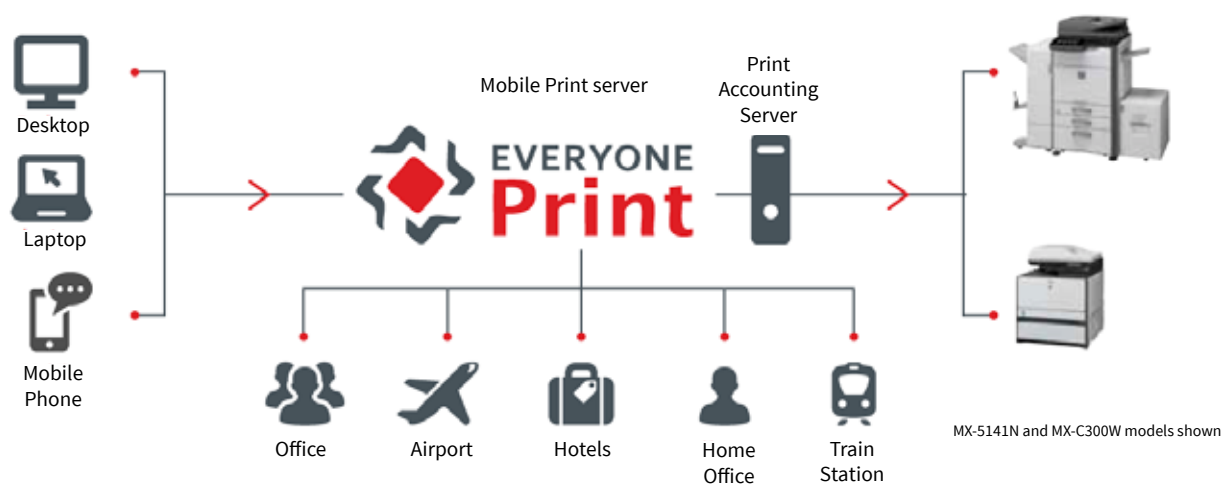 Desktop
Laptop
Mobile
Phone
Mobile Print server
EVERYONE
Print
Print
Accounting
Server
Office
Airport
Hotels
Home
Office
Train
Station
MX-5141N and MX-C300W models shown